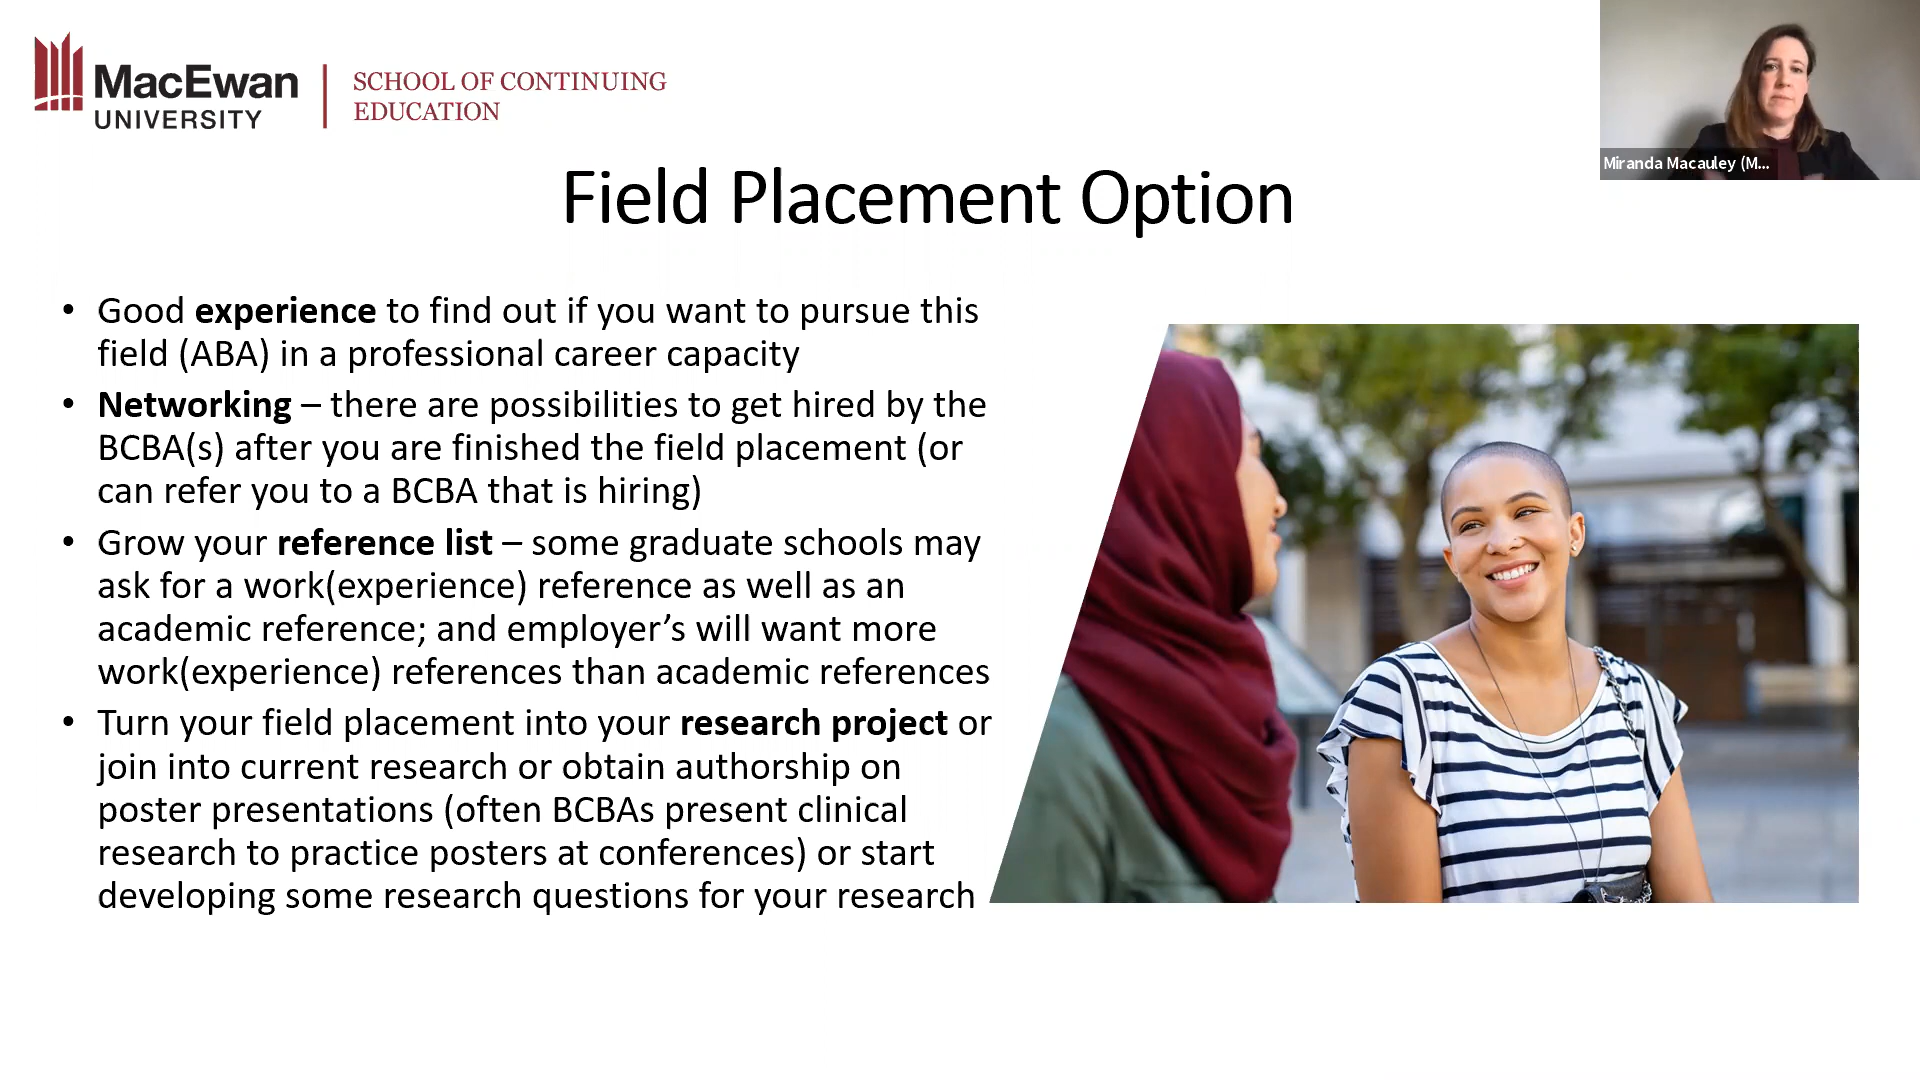 MacEwan
UNIVERSITY
SCHOOL OF CONTINUING
EDUCATION
Miranda Macauley (M...
Field Placement Option
• Good experience to find out if you want to pursue this
field (ABA) in a professional career capacity
• Networking – there are possibilities to get hired by the
BCBA(s) after you are finished the field placement (or
can refer you to a BCBA that is hiring)
• Grow your reference list – some graduate schools may
ask for a work(experience) reference as well as an
academic reference; and employer’s will want more
work(experience) references than academic references
• Turn your field placement into your research project or
join into current research or obtain authorship on
poster presentations (often BCBAs present clinical
research to practice posters at conferences) or start
developing some research questions for your research